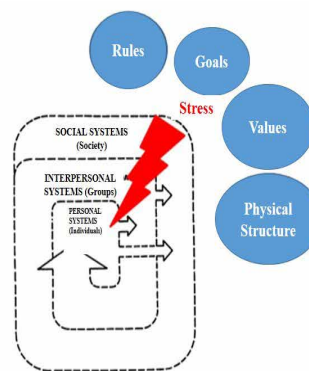 Rules
Goals
Stress
Values
SOCIAL SYSTEMS
(Society)
INTERPERSONAL
SYSTEMS (Groups)
PERSONAL
SYSTEMS
(Individuals)
Physical
Structure